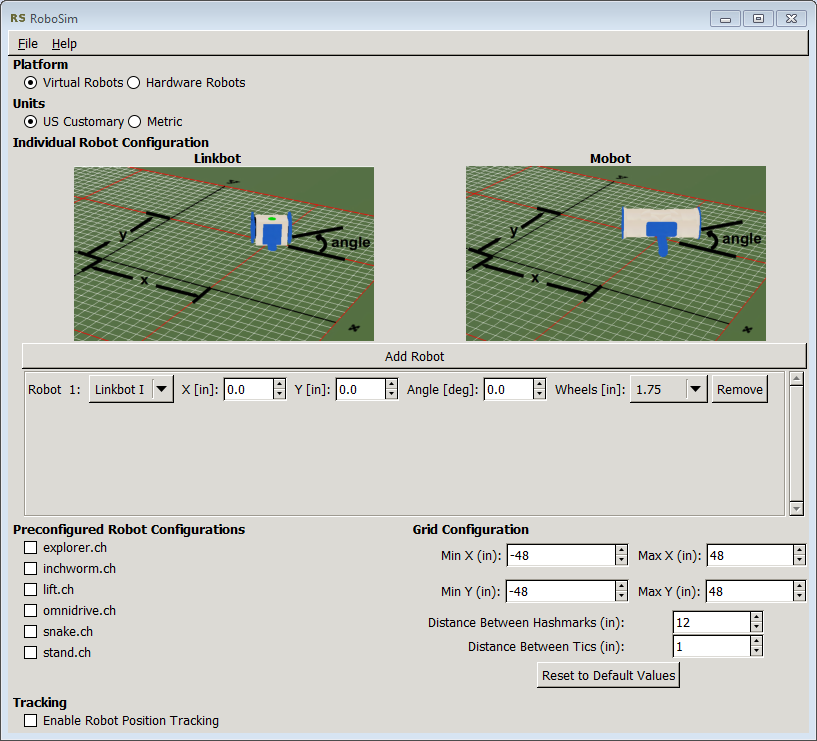 RS RoboSim
File Help
Platform
Virtual Robots Hardware Robots
Units
US Customary Metric
Individual Robot Configuration
Linkbot Mobot
y x angle x
y x angle x
Add Robot
Robot 1: Linkbot I X [in]: 0.0 Y [in]: 0.0 Angle [deg]: 0.0 Wheels [in]: 1.75 Remove
Preconfigured Robot Configurations Grid Configuration
explorer.ch
Min X (in): -48 Max X (in): 48
inchworm.ch
lift.ch
Min Y (in): -48 Max Y (in): 48
omnidrive.ch
Distance Between Hashmarks (in): 12
snake.ch
Distance Between Tics (in): 1
stand.ch
Reset to Default Values
Tracking
Enable Robot Position Tracking